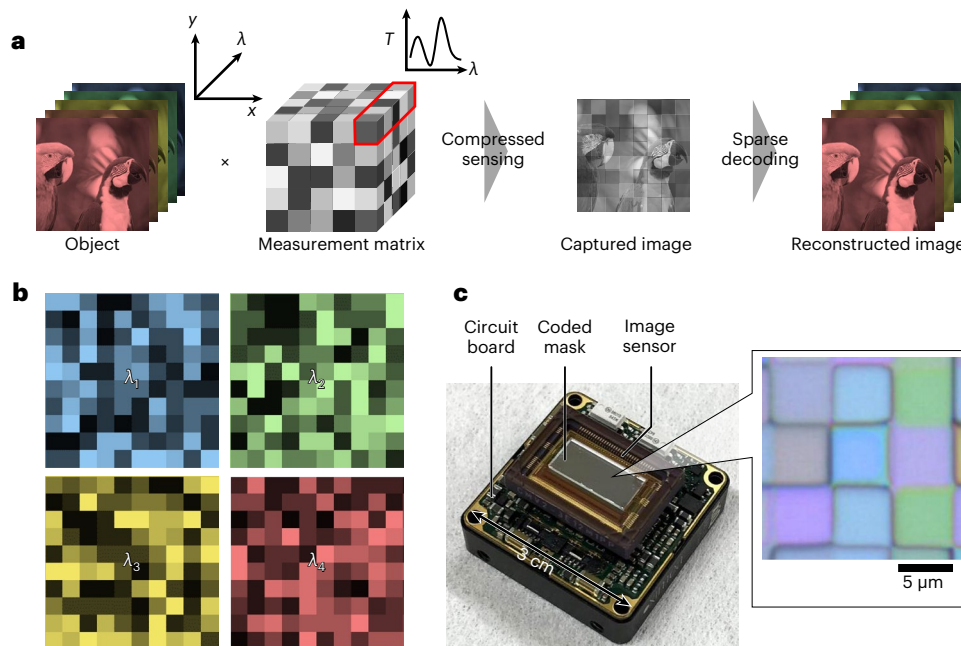 a
y
λ
x
T
λ
×
Compressed
sensing
Sparse
decoding
Object
Measurement matrix
Captured image
Reconstructed image
b
λ1
λ2
λ3
λ4
c
Circuit
board
Coded
mask
Image
sensor
3 cm
5 µm